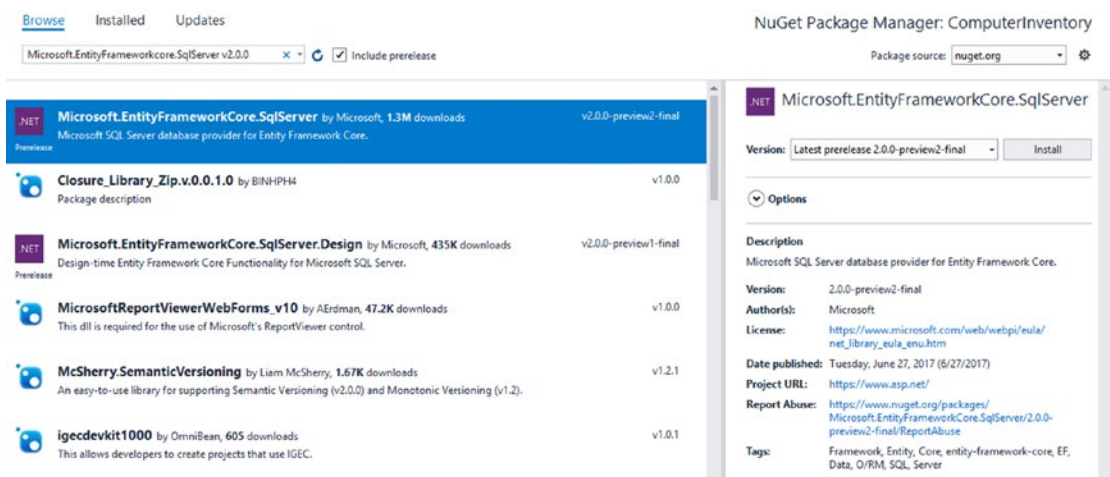 Browse Installed Updates
NuGet Package Manager: ComputerInventory
Microsoft.EntityFrameworkcore.SqlServer v2.0.0
Include prerelease
Package source: nuget.org
.NET
Prerelease
Microsoft.EntityFrameworkCore.SqlServer by Microsoft, 1.3M downloads v2.0.0-preview2-final
Microsoft SQL Server database provider for Entity Framework Core.
Closure_Library_Zip.v.0.0.1.0 by BINHPH4 v1.0.0
Package description
.NET
Prerelease
Microsoft.EntityFrameworkCore.SqlServer.Design by Microsoft, 435K downloads v2.0.0-preview1-final
Design-time Entity Framework Core Functionality for Microsoft SQL Server.
MicrosoftReportViewerWebForms_v10 by AErdman, 47.2K downloads v1.0.0
This dll is required for the use of Microsoft's ReportViewer control.
McSherry.SemanticVersioning by Liam McSherry, 1.67K downloads v1.2.1
An easy-to-use library for supporting Semantic Versioning (v2.0.0) and Monotonic Versioning (v1.2).
igecdevkit1000 by OmniBean, 605 downloads v1.0.1
This allows developers to create projects that use IGEC.
.NET
Microsoft.EntityFrameworkCore.SqlServer
Version: Latest prerelease 2.0.0-preview2-final Install
Options
Description
Microsoft SQL Server database provider for Entity Framework Core.
Version: 2.0.0-preview2-final
Author(s): Microsoft
License: https://www.microsoft.com/web/webpi/eula/
net_library_eula_enu.htm
Date published: Tuesday, June 27, 2017 (6/27/2017)
Project URL: https://www.asp.net/
Report Abuse: https://www.nuget.org/packages/
Microsoft.EntityFrameworkCore.SqlServer/2.0.0-
preview2-final/ReportAbuse
Tags: Framework, Entity, Core, entity-framework-core, EF,
Data, O/RM, SQL, Server